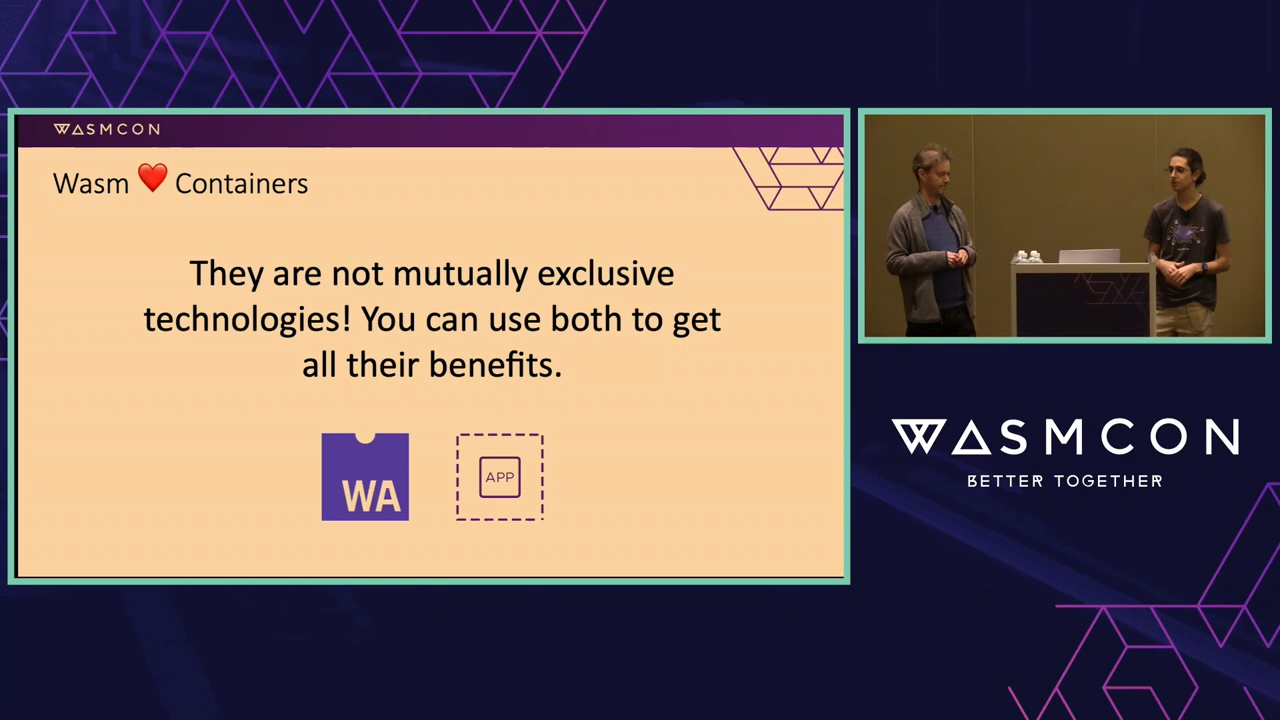 WASMCON
Wasm ❤️ Containers
They are not mutually exclusive
technologies! You can use both to get
all their benefits.
WA
APP
WASMCON
BETTER TOGETHER